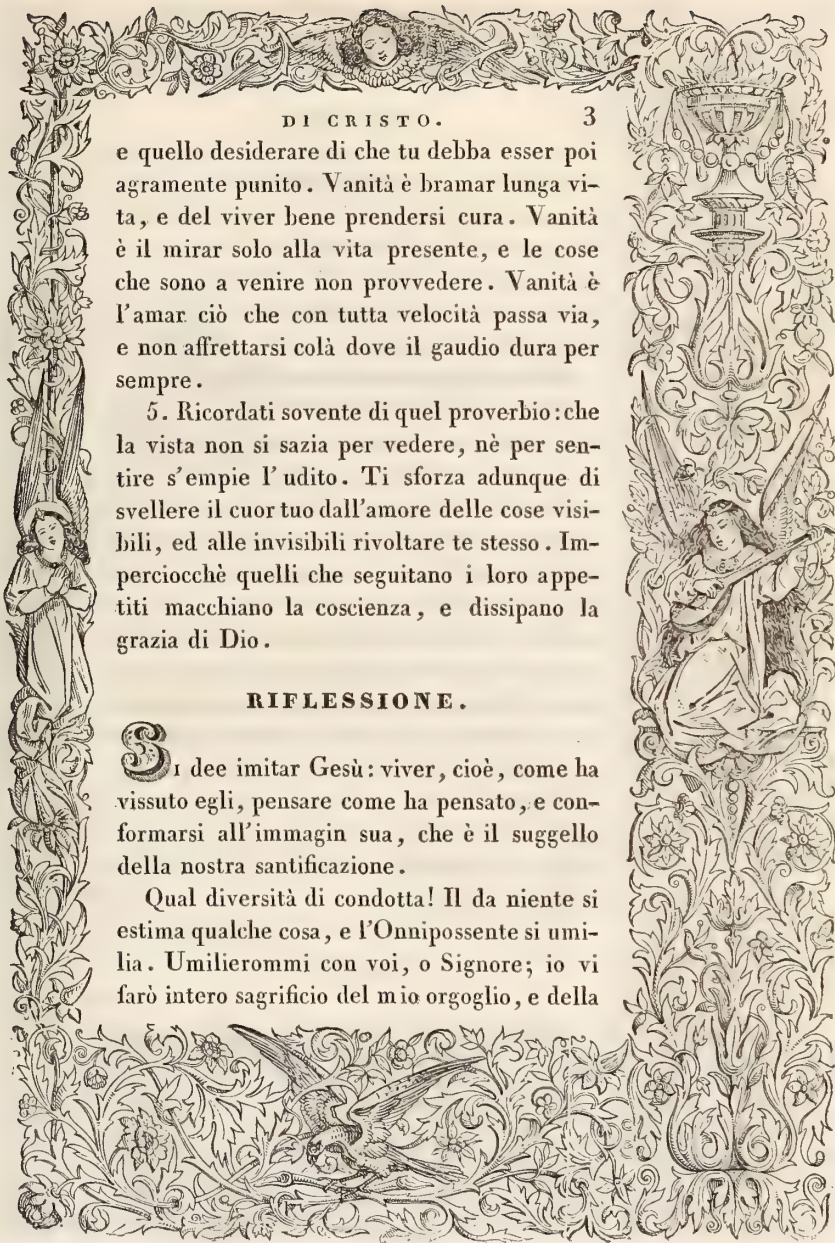 DI CRISTO. 3
e quello desiderare di che tu debba esser poi
agramente punito. Vanità è bramar lunga vi-
ta, e del viver bene prendersi cura. Vanità
è il mirar solo alla vita presente, e le cose
che sono a venire non provvedere. Vanità è
l'amar ciò che con tutta velocità passa via,
e non affrettarsi colà dove il gaudio dura per
sempre.
5. Ricordati sovente di quel proverbio: che
la vista non si sazia per vedere, nè per sen-
tire s'empie l'udito. Ti sforza adunque di
svellere il cuor tuo dall'amore delle cose visi-
bili, ed alle invisibili rivoltare te stesso. Im-
perciocchè quelli che seguitano i loro appe-
titi macchiano la coscienza, e dissipano la
grazia di Dio.
RIFLESSIONE.
SI dee imitar Gesù: viver, cioè, come ha
vissuto egli, pensare come ha pensato, e con-
formarsi all'immagin sua, che è il suggello
della nostra santificazione.
Qual diversità di condotta! Il da niente si
estima qualche cosa, e l'Onnipossente si umi-
lia. Umilierommi con voi, o Signore; io vi
farò intero sagrificio del mio orgoglio, e della